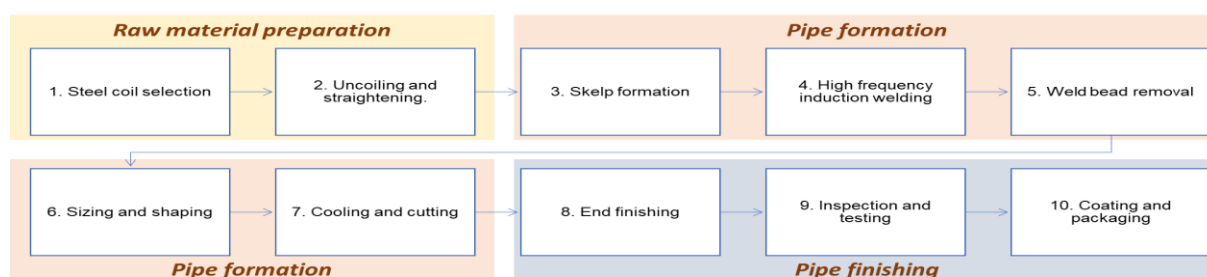 Raw material preparation
Pipe formation
1. Steel coil selection
2. Uncoiling and
straightening.
3. Skelp formation
4. High frequency
induction welding
5. Weld bead removal
6. Sizing and shaping
7. Cooling and cutting
8. End finishing
9. Inspection and
testing
10. Coating and
packaging
Pipe formation
Pipe finishing